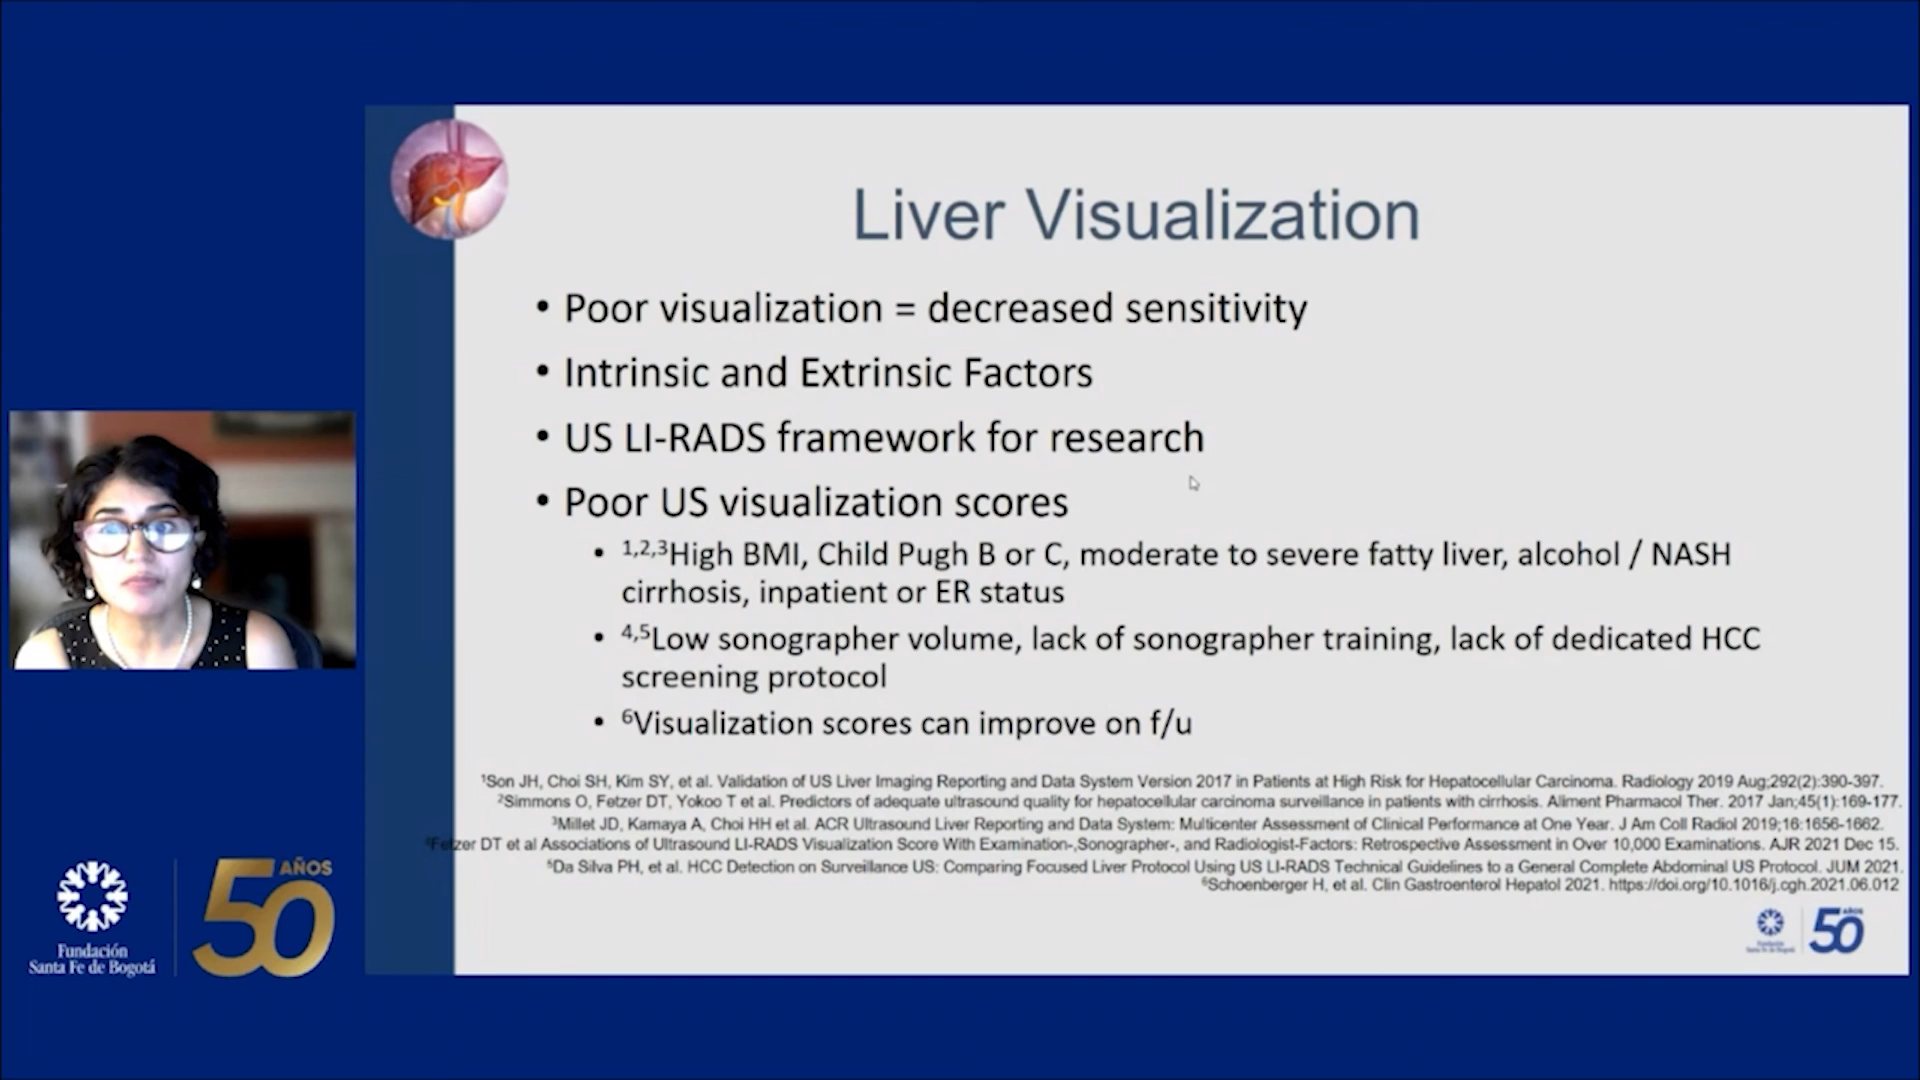 Liver Visualization
• Poor visualization = decreased sensitivity
• Intrinsic and Extrinsic Factors
• US LI-RADS framework for research
• Poor US visualization scores
• 1,2,3High BMI, Child Pugh B or C, moderate to severe fatty liver, alcohol / NASH
cirrhosis, inpatient or ER status
• 4,5Low sonographer volume, lack of sonographer training, lack of dedicated HCC
screening protocol
• 6Visualization scores can improve on f/u
1Son JH, Choi SH, Kim SY, et al. Validation of US Liver Imaging Reporting and Data System Version 2017 in Patients at High Risk for Hepatocellular Carcinoma. Radiology 2019 Aug;292(2):390-397.
2Simmons O, Fetzer DT, Yokoo T et al. Predictors of adequate ultrasound quality for hepatocellular carcinoma surveillance in patients with cirrhosis. Aliment Pharmacol Ther. 2017 Jan;45(1):169-177.
3Millet JD, Kamaya A, Choi HH et al. ACR Ultrasound Liver Reporting and Data System: Multicenter Assessment of Clinical Performance at One Year. J Am Coll Radiol 2019;16:1656-1662.
4Fetzer DT et al Associations of Ultrasound LI-RADS Visualization Score With Examination-,Sonographer-, and Radiologist-Factors: Retrospective Assessment in Over 10,000 Examinations. AJR 2021 Dec 15.
5Da Silva PH, et al. HCC Detection on Surveillance US: Comparing Focused Liver Protocol Using US LI-RADS Technical Guidelines to a General Complete Abdominal US Protocol. JUM 2021.
6Schoenberger H, et al. Clin Gastroenterol Hepatol 2021. https://doi.org/10.1016/j.cgh.2021.06.012
Fundación
Santa Fe de Bogotá
50 AÑOS
Fundación
Santa Fe de Bogotá
50 AÑOS